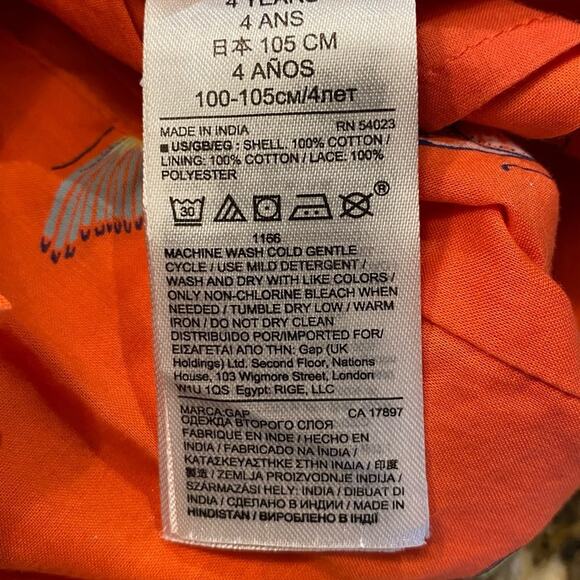 4 YEARS
4 ANS
日本 105 CM
4 AÑOS
100-105см/4лет
MADE IN INDIA RN 54023
■ US/GB/EG : SHELL: 100% COTTON /
LINING: 100% COTTON / LACE: 100%
POLYESTER
30 ®
1166
MACHINE WASH COLD GENTLE
CYCLE / USE MILD DETERGENT /
WASH AND DRY WITH LIKE COLORS /
ONLY NON-CHLORINE BLEACH WHEN
NEEDED / TUMBLE DRY LOW / WARM
IRON / DO NOT DRY CLEAN
DISTRIBUIDO POR/IMPORTED FOR/
ΕΙΣΑΓΕΤΑΙ ΑΠΟ ΤΗΝ: Gap (UK
Holdings) Ltd. Second Floor, Nations
House, 103 Wigmore Street, London
W1U 1QS Egypt: RIGE, LLC
MARCA:GAP CA 17897
ОДЕЖДА ВТОРОГО СЛОЯ
FABRIQUE EN INDE / HECHO EN
INDIA / FABRICADO NA ÍNDIA /
ΚΑΤΑΣΚΕΥΑΣΤΗΚΕ ΣΤΗΝ ΙΝΔΙΑ / 印度
製造 / ZEMLJA PROIZVODNJE INDIJA /
SZÁRMAZÁSI HELY: INDIA / DIBUAT DI
INDIA / СДЕЛАНО В ИНДИИ / MADE IN
HINDISTAN / ВИРОБЛЕНО В ІНДІЇ